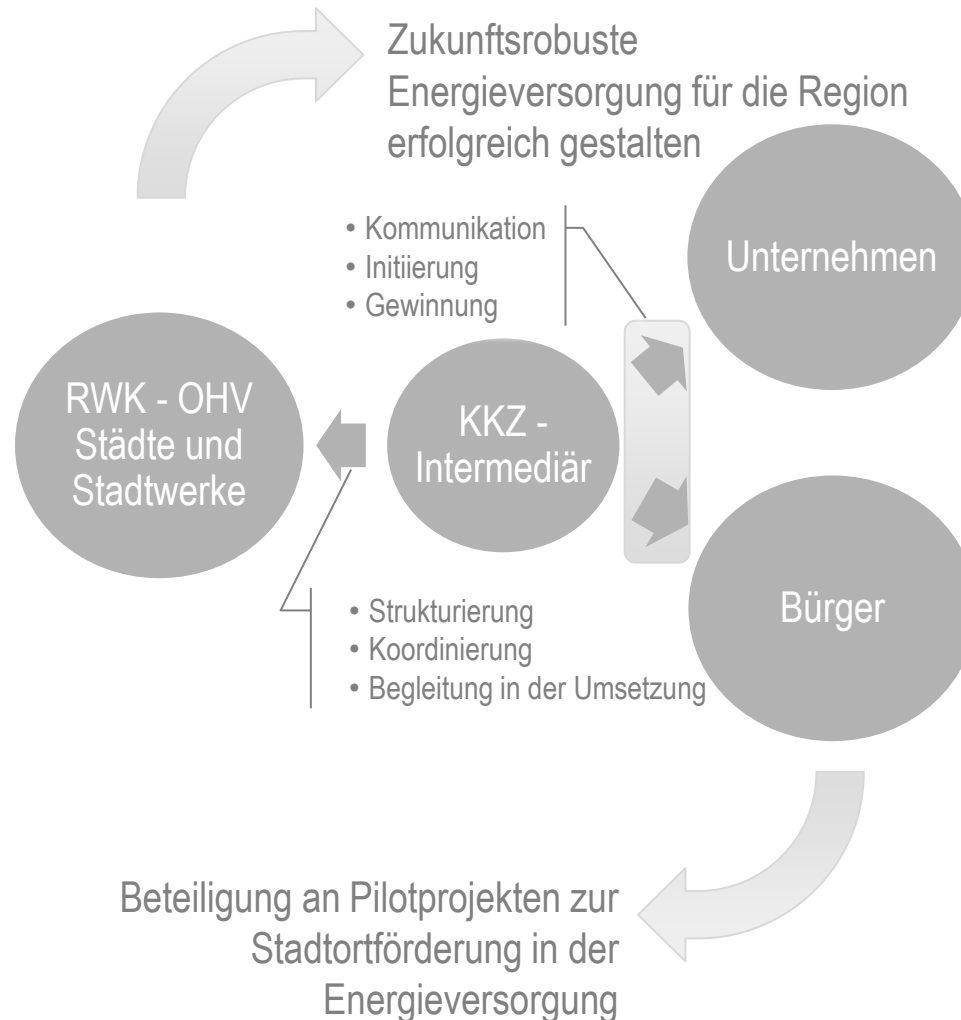 Zukunftsrobuste
Energieversorgung für die Region
erfolgreich gestalten
Unternehmen
• Kommunikation
• Initiierung
• Gewinnung
RWK - OHV
Städte und
Stadtwerke
KKZ -
Intermediär
• Strukturierung
• Koordinierung
• Begleitung in der Umsetzung
Bürger
Beteiligung an Pilotprojekten zur
Stadtortförderung in der
Energieversorgung